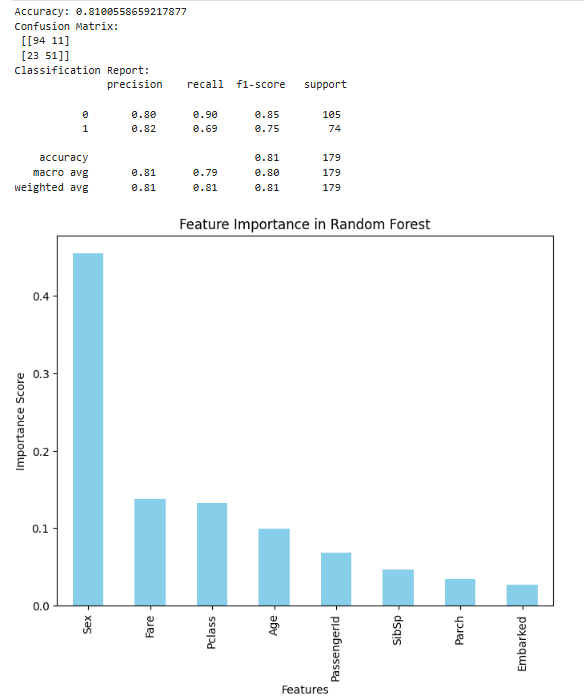 Accuracy: 0.8100558659217877
Confusion Matrix:
[[94 11]
[23 51]]
Classification Report:
precision recall f1-score support
0 0.80 0.90 0.85 105
1 0.82 0.69 0.75 74
accuracy 0.81 179
macro avg 0.81 0.79 0.80 179
weighted avg 0.81 0.81 0.81 179
Feature Importance in Random Forest
Importance Score
0.4
0.3
0.2
0.1
0.0
Sex
Fare
Pclass
Age
PassengerId
SibSp
Parch
Embarked
Features